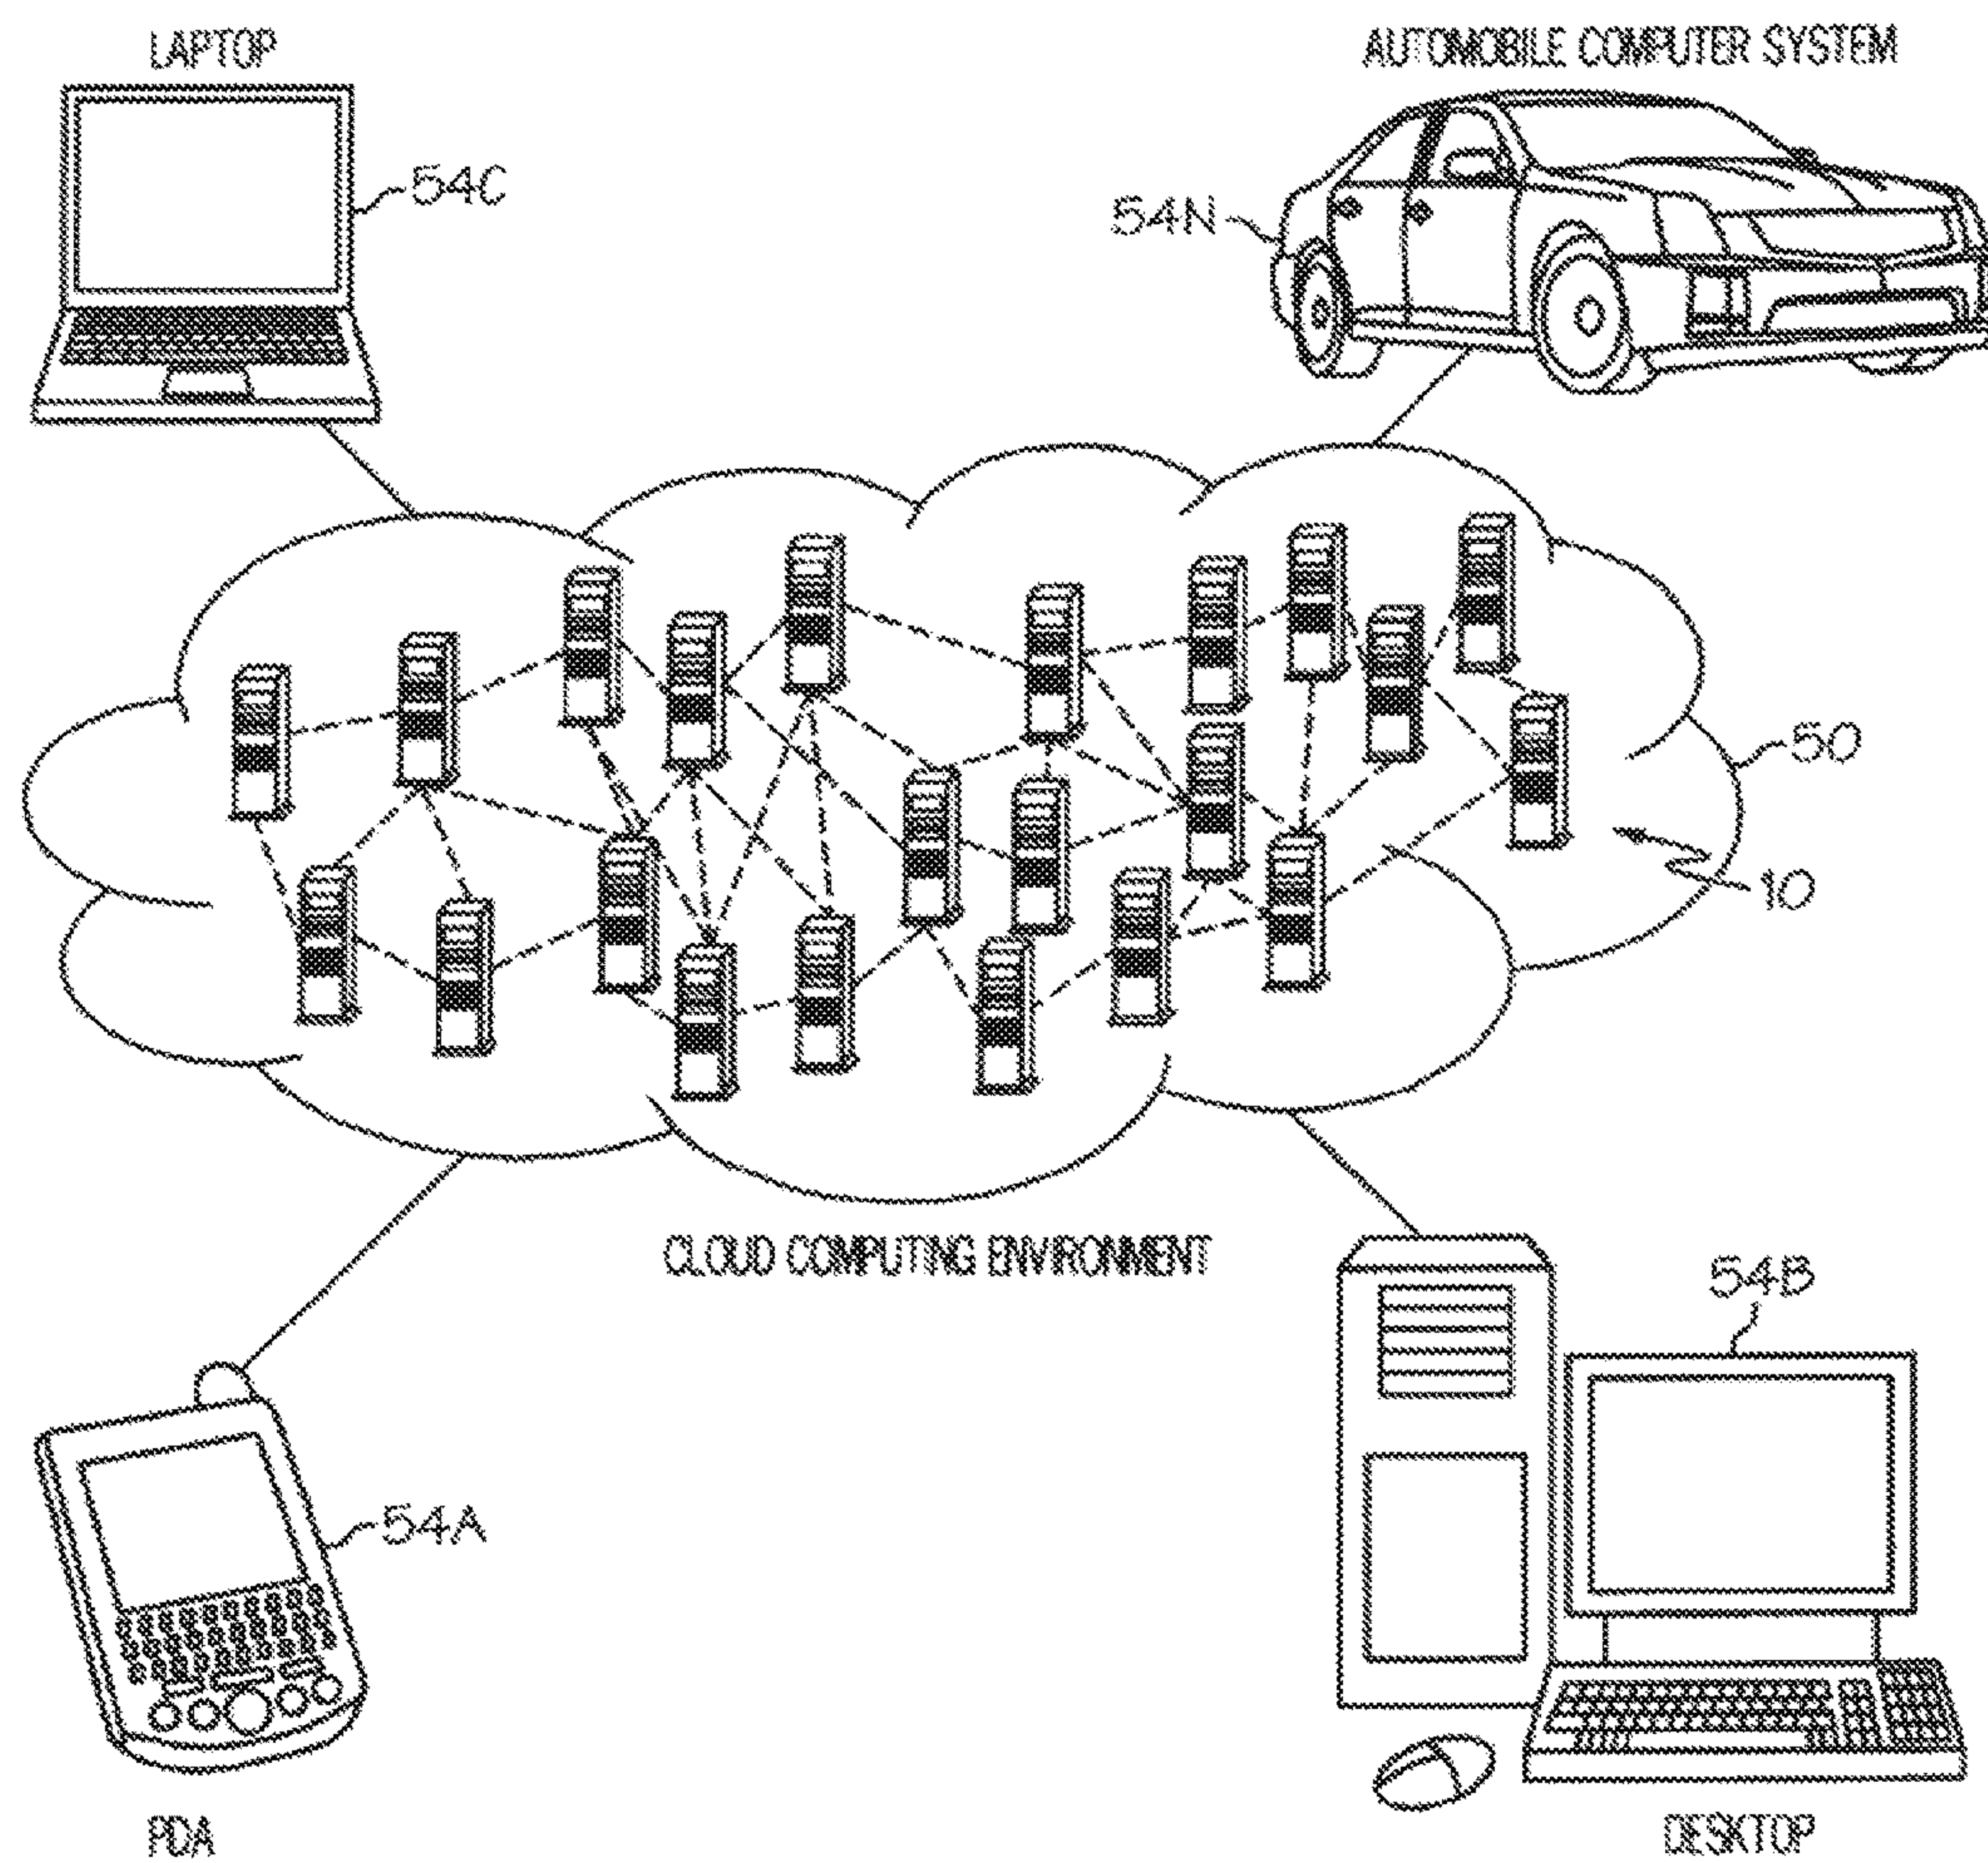 LAPTOP
AUTOMOBILE COMPUTER SYSTEM
54C
54N
50
10
CLOUD COMPUTING ENVIRONMENT
54B
54A
PDA
DESKTOP